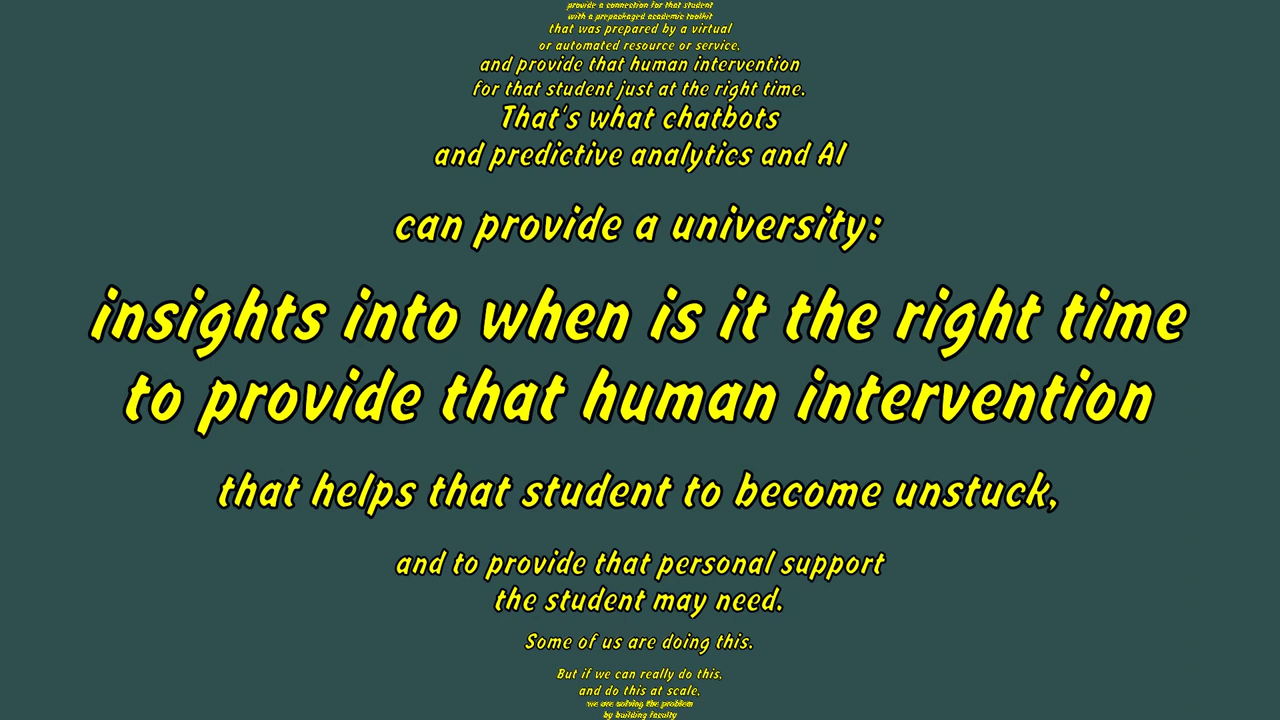 provide a connection for that student
with a prepackaged academic toolkit
that was prepared by a virtual
or automated resource or service,
and provide that human intervention
for that student just at the right time.
That's what chatbots
and predictive analytics and AI
can provide a university:
insights into when is it the right time
to provide that human intervention
that helps that student to become unstuck,
and to provide that personal support
the student may need.
Some of us are doing this.
But if we can really do this,
and do this at scale,
we are solving the problem
by building faculty